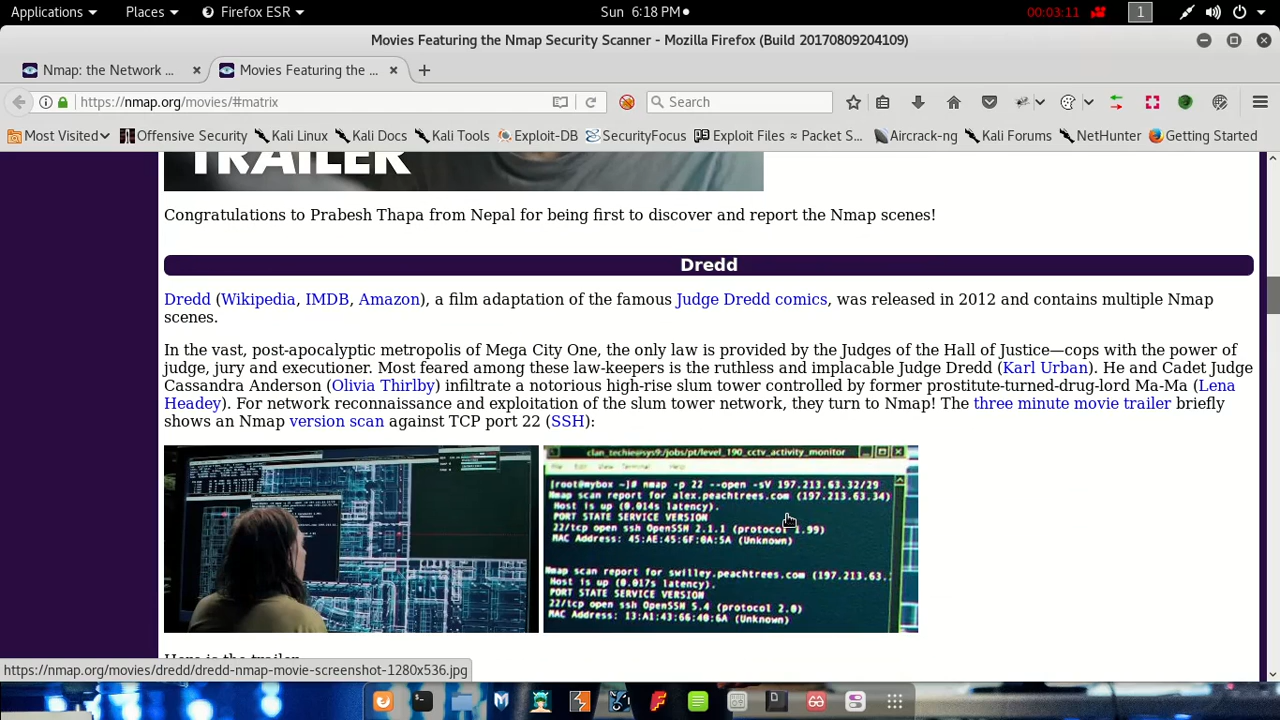 Applications Places Firefox ESR Sun 6:18 PM 00:03:11 1
Movies Featuring the Nmap Security Scanner - Mozilla Firefox (Build 20170809204109)
Nmap: the Network ... × Movies Featuring the ... × +
https://nmap.org/movies/#matrix Search
Most Visited Offensive Security Kali Linux Kali Docs Kali Tools Exploit-DB SecurityFocus Exploit Files ≈ Packet S... Aircrack-ng Kali Forums NetHunter Getting Started
TRAILER
Congratulations to Prabesh Thapa from Nepal for being first to discover and report the Nmap scenes!
Dredd
Dredd (Wikipedia, IMDB, Amazon), a film adaptation of the famous Judge Dredd comics, was released in 2012 and contains multiple Nmap
scenes.
In the vast, post-apocalyptic metropolis of Mega City One, the only law is provided by the Judges of the Hall of Justice—cops with the power of
judge, jury and executioner. Most feared among these law-keepers is the ruthless and implacable Judge Dredd (Karl Urban). He and Cadet Judge
Cassandra Anderson (Olivia Thirlby) infiltrate a notorious high-rise slum tower controlled by former prostitute-turned-drug-lord Ma-Ma (Lena
Headey). For network reconnaissance and exploitation of the slum tower network, they turn to Nmap! The three minute movie trailer briefly
shows an Nmap version scan against TCP port 22 (SSH):
clan_techie@sys9:/jobs/pt/level_190_cctv_activity_monitor
File Edit View Terminal Help
[root@mybox ~]# nmap -p 22 --open -sV 197.213.63.32/29
Nmap scan report for alex.peachtrees.com (197.213.63.34)
Host is up (0.014s latency).
PORT STATE SERVICE VERSION
22/tcp open ssh OpenSSH 2.1.1 (protocol 1.99)
MAC Address: 45:AE:45:6F:0A:5A (Unknown)
Nmap scan report for swilley.peachtrees.com (197.213.63.
Host is up (0.017s latency).
PORT STATE SERVICE VERSION
22/tcp open ssh OpenSSH 5.4 (protocol 2.0)
MAC Address: 13:A1:43:66:40:6A (Unknown)
Here is the trailer
https://nmap.org/movies/dredd/dredd-nmap-movie-screenshot-1280x536.jpg